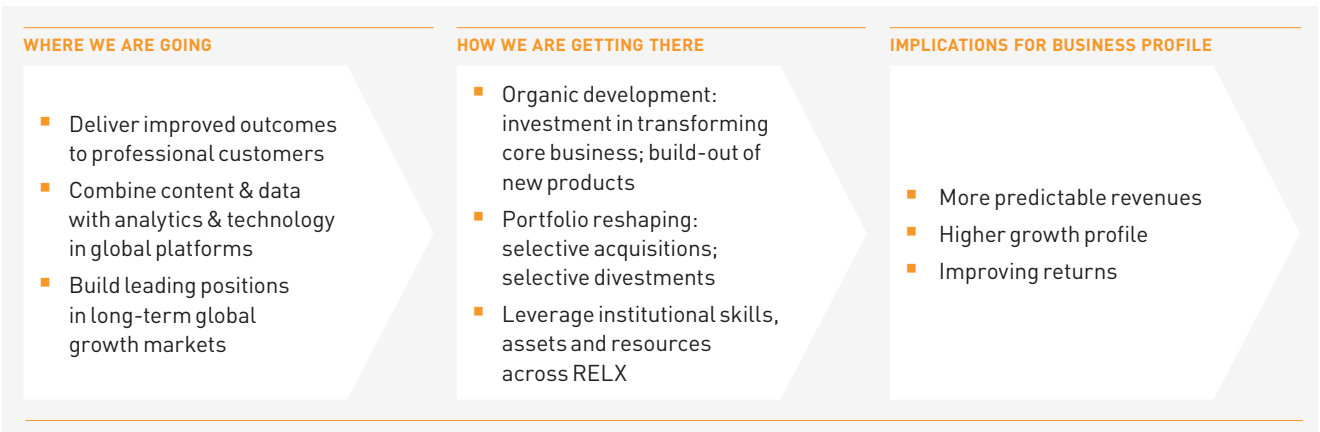 WHERE WE ARE GOING
■ Deliver improved outcomes
to professional customers
■ Combine content & data
with analytics & technology
in global platforms
■ Build leading positions
in long-term global
growth markets
HOW WE ARE GETTING THERE
■ Organic development:
investment in transforming
core business; build-out of
new products
■ Portfolio reshaping:
selective acquisitions;
selective divestments
■ Leverage institutional skills,
assets and resources
across RELX
IMPLICATIONS FOR BUSINESS PROFILE
■ More predictable revenues
■ Higher growth profile
■ Improving returns